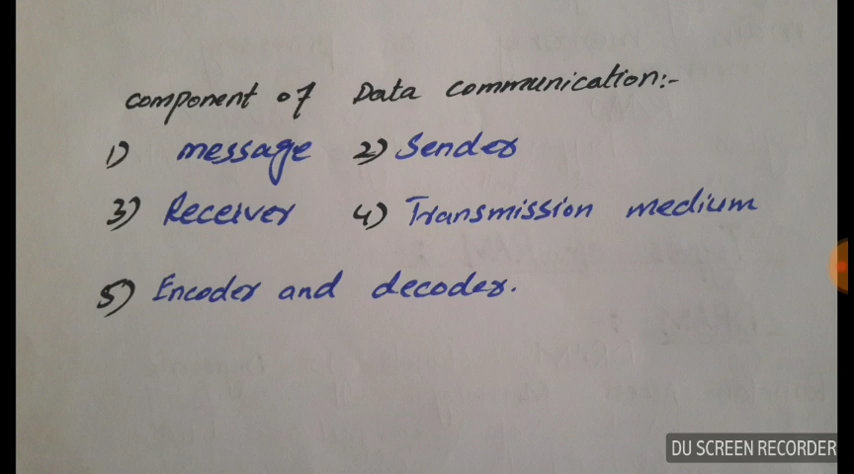 component of Data communication:-
1) message 2) Sender
3) Receiver 4) Transmission medium
5) Encoder and decoder.
DU SCREEN RECORDER